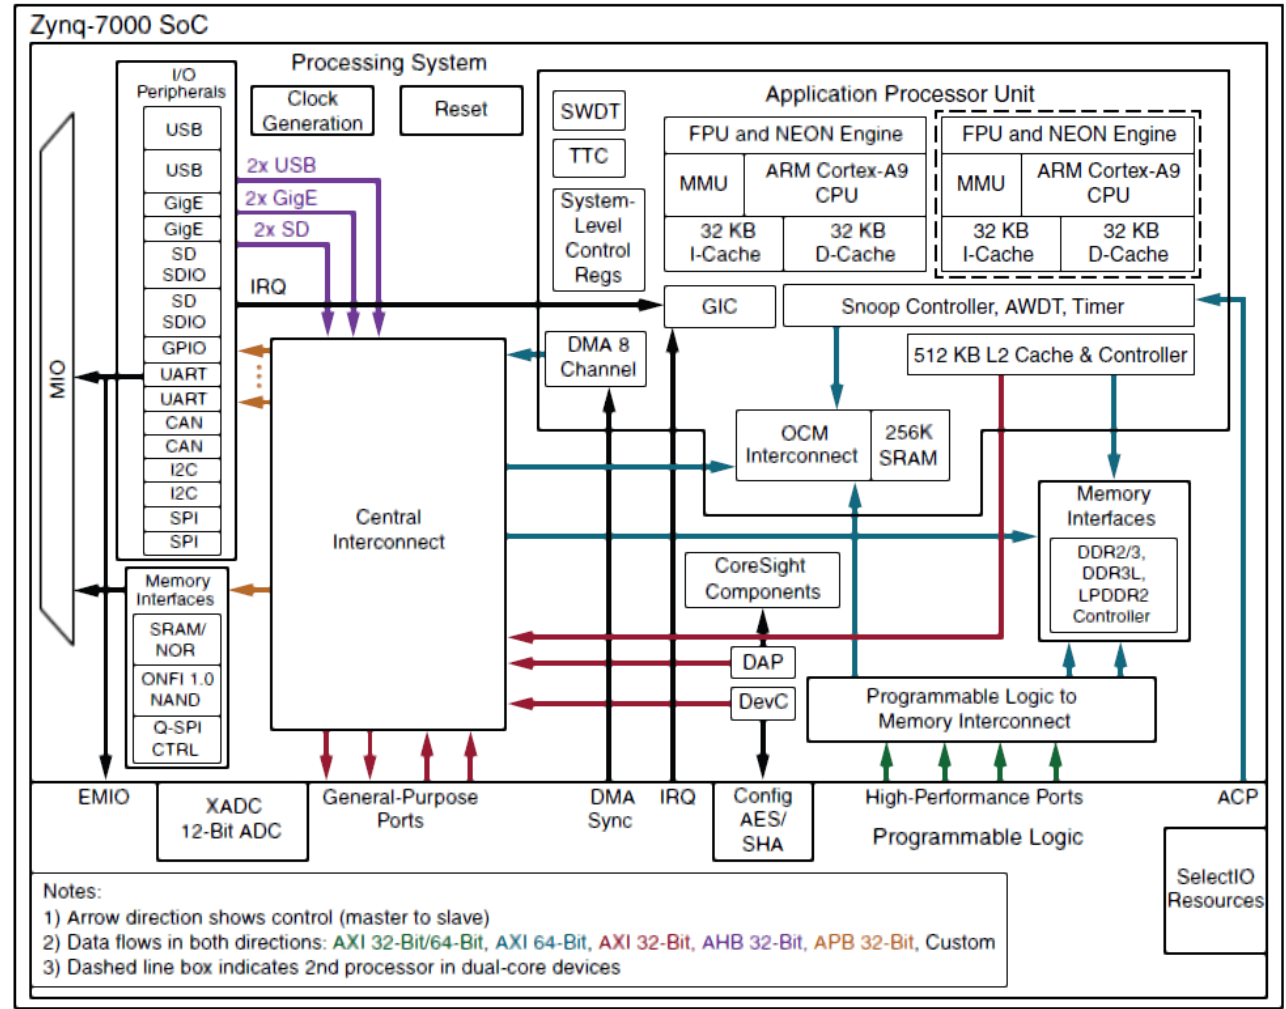 Zynq-7000 SoC
Processing System
I/O
Peripherals
USB
USB
GigE
GigE
SD
SDIO
SD
SDIO
GPIO
UART
UART
CAN
CAN
I2C
I2C
SPI
SPI
MIO
Clock
Generation
Reset
2x USB
2x GigE
2x SD
IRQ
Application Processor Unit
SWDT
TTC
System-
Level
Control
Regs
FPU and NEON Engine
MMU
ARM Cortex-A9
CPU
32 KB
I-Cache
32 KB
D-Cache
FPU and NEON Engine
MMU
ARM Cortex-A9
CPU
32 KB
I-Cache
32 KB
D-Cache
GIC
Snoop Controller, AWDT, Timer
DMA 8
Channel
512 KB L2 Cache & Controller
OCM
Interconnect
256K
SRAM
Central
Interconnect
Memory
Interfaces
DDR2/3,
DDR3L,
LPDDR2
Controller
CoreSight
Components
DAP
DevC
Programmable Logic to
Memory Interconnect
Memory
Interfaces
SRAM/
NOR
ONFI 1.0
NAND
Q-SPI
CTRL
EMIO
XADC
12-Bit ADC
General-Purpose
Ports
DMA
Sync
IRQ
Config
AES/
SHA
High-Performance Ports
ACP
Programmable Logic
SelectIO
Resources
Notes:
1) Arrow direction shows control (master to slave)
2) Data flows in both directions: AXI 32-Bit/64-Bit, AXI 64-Bit, AXI 32-Bit, AHB 32-Bit, APB 32-Bit, Custom
3) Dashed line box indicates 2nd processor in dual-core devices